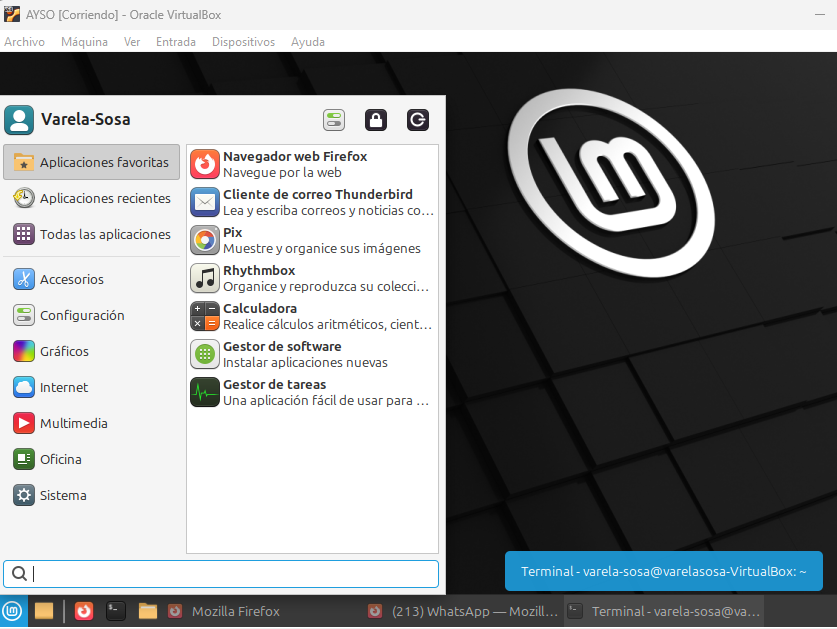 AYSO [Corriendo] - Oracle VirtualBox
Archivo Máquina Ver Entrada Dispositivos Ayuda
Varela-Sosa
Aplicaciones favoritas
Aplicaciones recientes
Todas las aplicaciones
Accesorios
Configuración
Gráficos
Internet
Multimedia
Oficina
Sistema
Navegador web Firefox
Navegue por la web
Cliente de correo Thunderbird
Lea y escriba correos y noticias co...
Pix
Muestre y organice sus imágenes
Rhythmbox
Organice y reproduzca su colecci...
Calculadora
Realice cálculos aritméticos, cient...
Gestor de software
Instalar aplicaciones nuevas
Gestor de tareas
Una aplicación fácil de usar para ...
Terminal - varela-sosa@varelasosa-VirtualBox: ~
Mozilla Firefox
(213) WhatsApp — Mozill...
Terminal - varela-sosa@va...